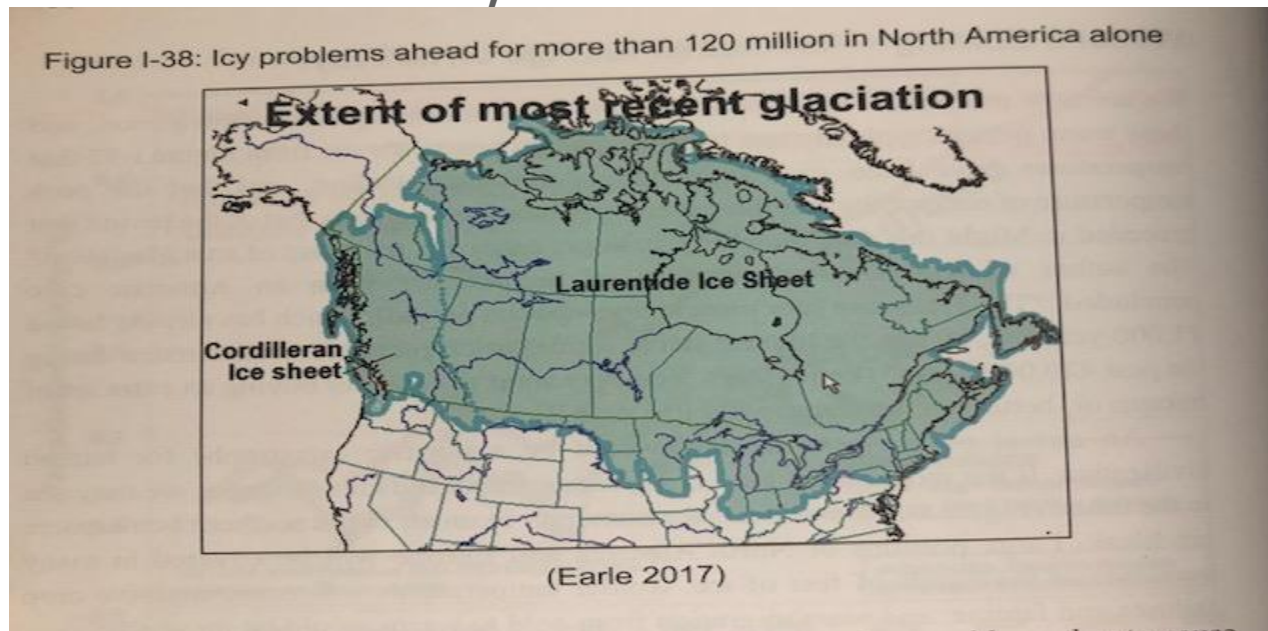 Figure I-38: Icy problems ahead for more than 120 million in North America alone
Extent of most recent glaciation
Laurentide Ice Sheet
Cordilleran
Ice sheet
(Earle 2017)